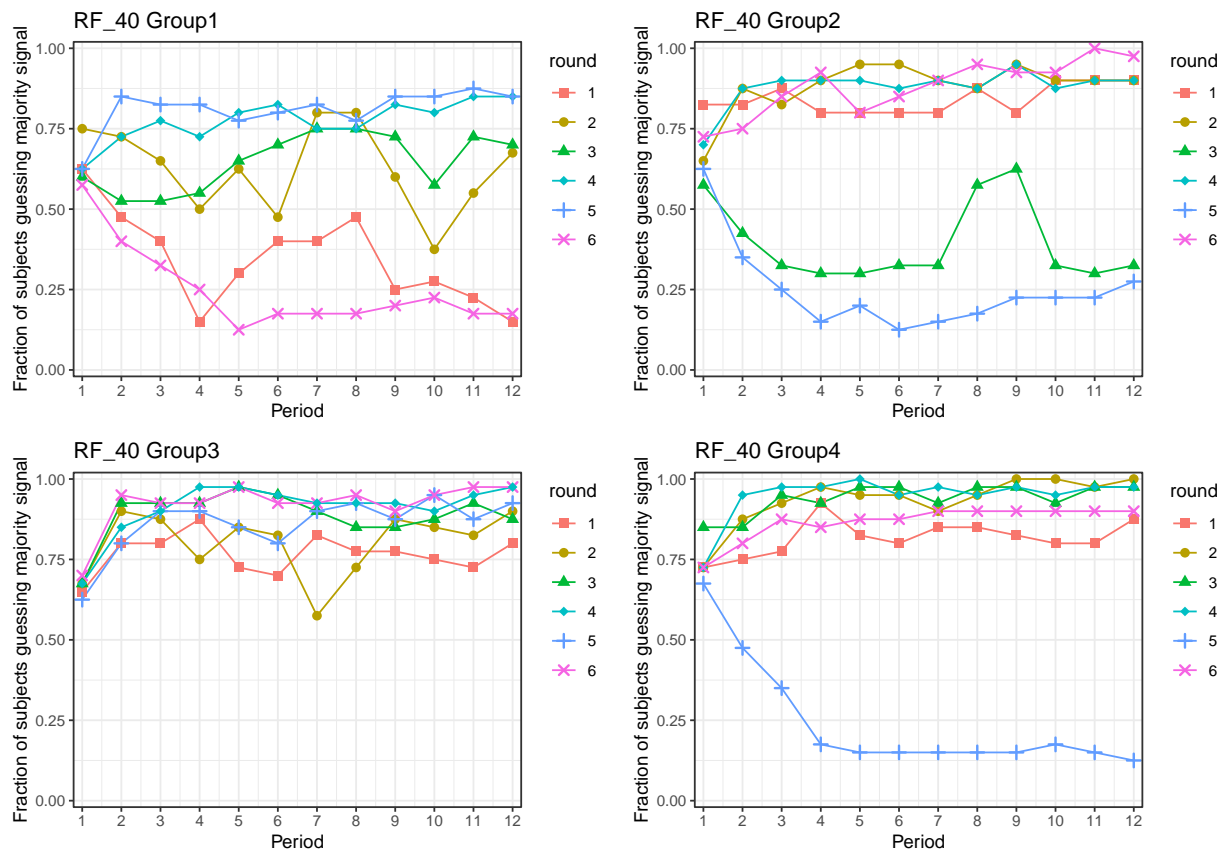 RF_40 Group1
Fraction of subjects guessing majority signal
1.00
0.75
0.50
0.25
0.00
1 2 3 4 5 6 7 8 9 10 11 12
Period
round
1
2
3
4
5
6
RF_40 Group2
Fraction of subjects guessing majority signal
1.00
0.75
0.50
0.25
0.00
1 2 3 4 5 6 7 8 9 10 11 12
Period
round
1
2
3
4
5
6
RF_40 Group3
Fraction of subjects guessing majority signal
1.00
0.75
0.50
0.25
0.00
1 2 3 4 5 6 7 8 9 10 11 12
Period
round
1
2
3
4
5
6
RF_40 Group4
Fraction of subjects guessing majority signal
1.00
0.75
0.50
0.25
0.00
1 2 3 4 5 6 7 8 9 10 11 12
Period
round
1
2
3
4
5
6